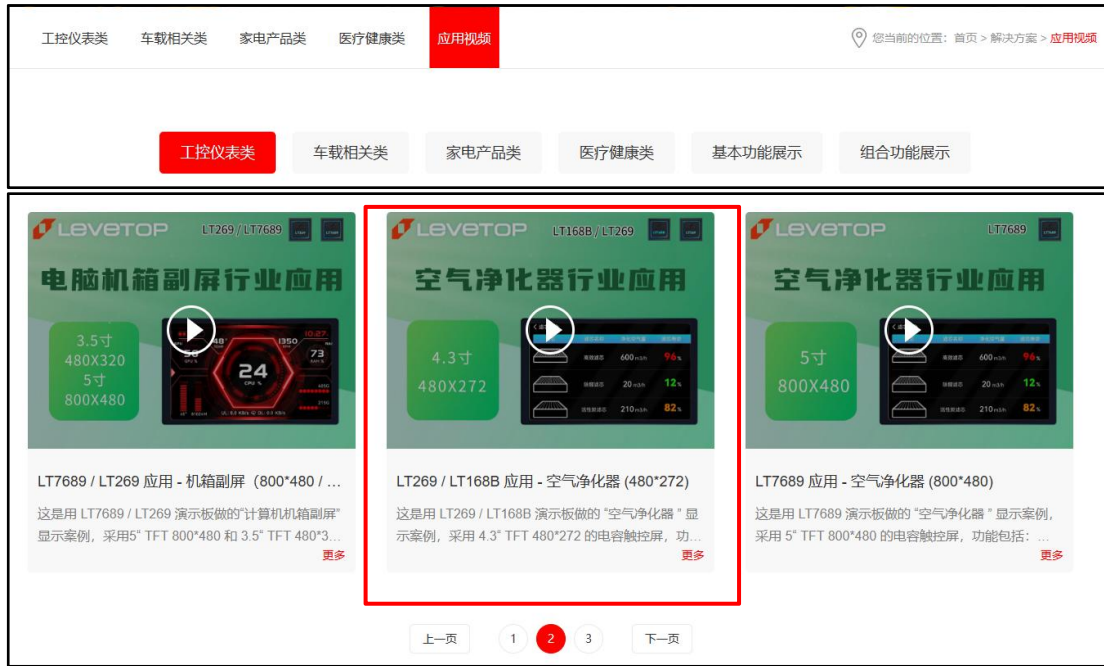 工控仪表类 车载相关类 家电产品类 医疗健康类 应用视频 您当前的位置：首页 > 解决方案 > 应用视频
工控仪表类 车载相关类 家电产品类 医疗健康类 基本功能展示 组合功能展示
LEVETOP LT269 / LT7689
电脑机箱副屏行业应用
3.5寸
480X320
5寸
800X480
10:27
48°
1350
73
24
CPU %
LEVETOP LT168B / LT269
空气净化器行业应用
4.3寸
480X272
600 m3/h 96%
20 m3/h 12%
210 m3/h 82%
LEVETOP LT7689
空气净化器行业应用
5寸
800X480
600 m3/h 96%
20 m3/h 12%
210 m3/h 82%
LT7689 / LT269 应用 - 机箱副屏（800*480 / ...
这是用 LT7689 / LT269 演示板做的“计算机机箱副屏”
显示案例，采用5" TFT 800*480 和 3.5" TFT 480*3...
更多
LT269 / LT168B 应用 - 空气净化器 (480*272)
这是用 LT269 / LT168B 演示板做的 “空气净化器 ” 显
示案例，采用 4.3" TFT 480*272 的电容触控屏，功...
更多
LT7689 应用 - 空气净化器 (800*480)
这是用 LT7689 演示板做的 “空气净化器 ” 显示案例，
采用 5" TFT 800*480 的电容触控屏，功能包括：...
更多
上一页 1 2 3 下一页